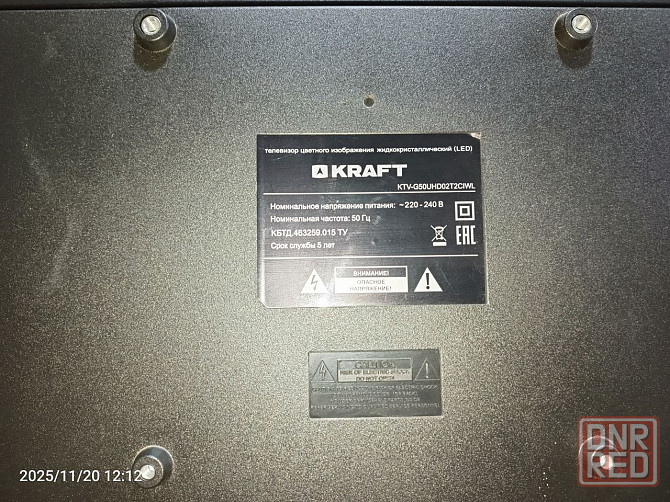 телевизор цветного изображения жидкокристаллический (LED)
KRAFT
KTV-G50UHD02T2CIWL
Номинальное напряжение питания: ~220 - 240 В
Номинальная частота: 50 Гц
КБТД.463259.015 ТУ
Срок службы 5 лет
EAC
ВНИМАНИЕ!
ОПАСНОЕ
НАПРЯЖЕНИЕ!
RISK OF ELECTRIC SHOCK
DO NOT OPEN
2025/11/20 12:12
DNR
RED